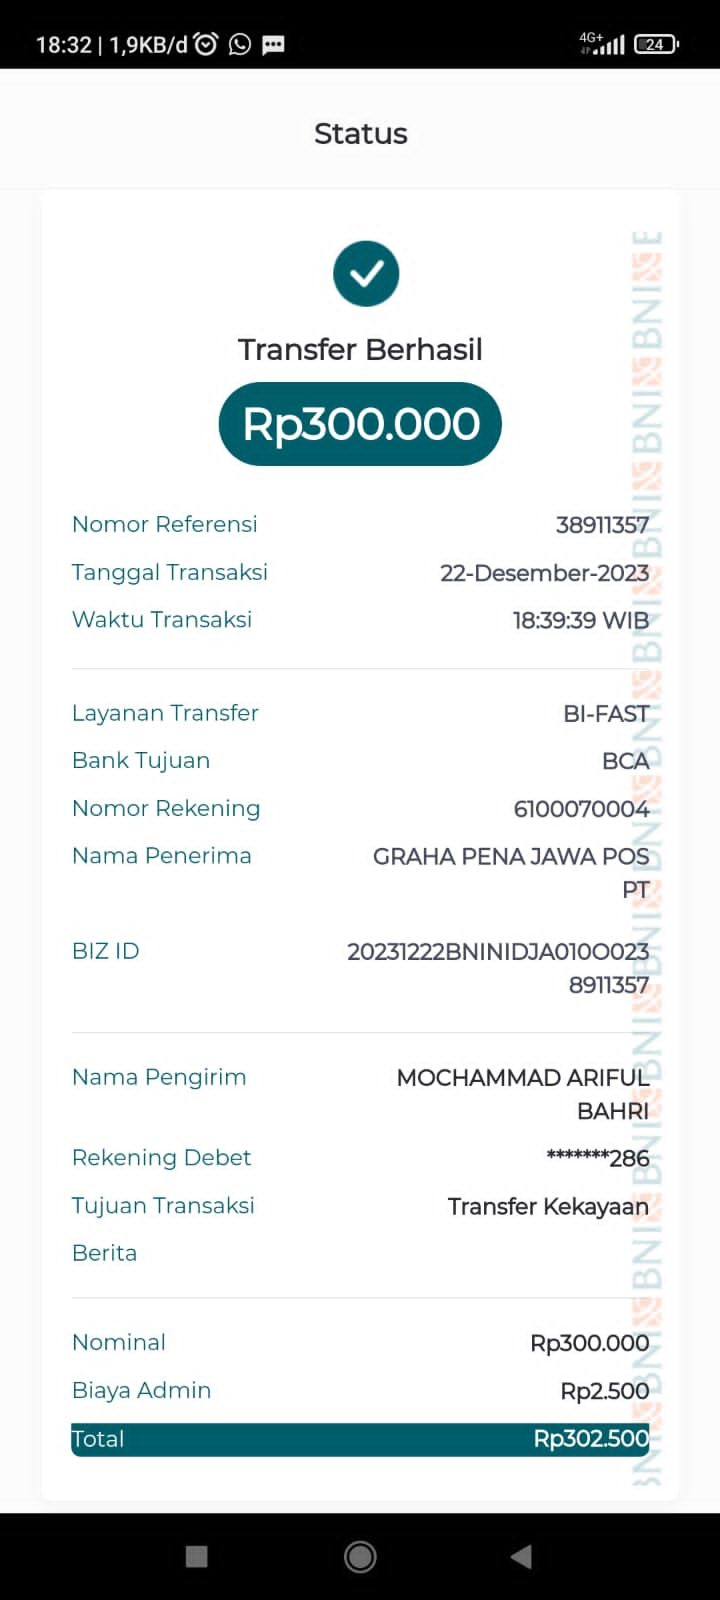 18:32 | 1,9KB/d
4G+
24
Status
Transfer Berhasil
Rp300.000
Nomor Referensi 38911357
Tanggal Transaksi 22-Desember-2023
Waktu Transaksi 18:39:39 WIB
Layanan Transfer BI-FAST
Bank Tujuan BCA
Nomor Rekening 6100070004
Nama Penerima GRAHA PENA JAWA POS
PT
BIZ ID 20231222BNINIDJA010O023
8911357
Nama Pengirim MOCHAMMAD ARIFUL
BAHRI
Rekening Debet *******286
Tujuan Transaksi Transfer Kekayaan
Berita
Nominal Rp300.000
Biaya Admin Rp2.500
Total Rp302.500
BNI BNI BNI BNI BNI BNI BNI BNI BNI BNI BNI BNI